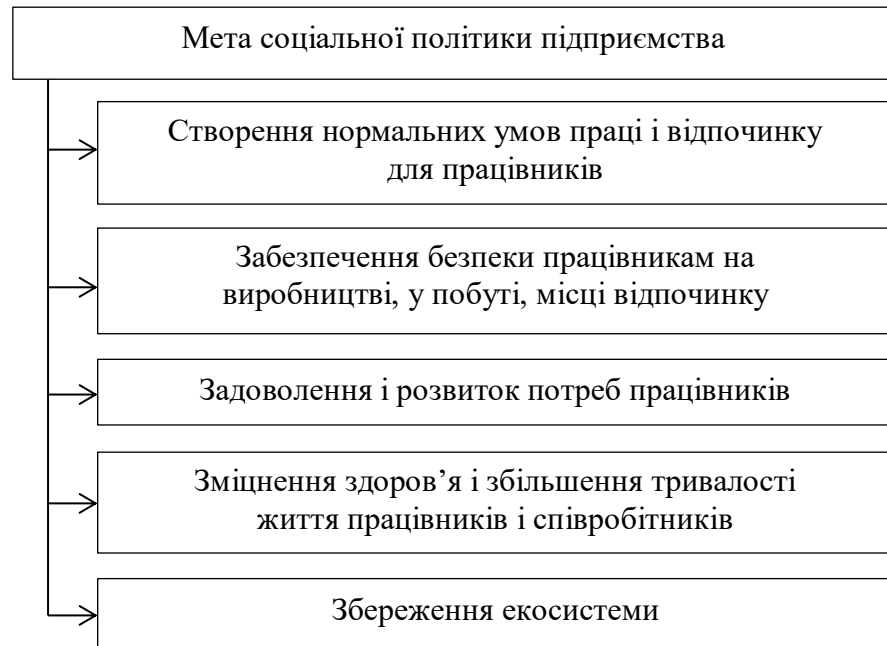 Мета соціальної політики підприємства
Створення нормальних умов праці і відпочинку
для працівників
Забезпечення безпеки працівникам на
виробництві, у побуті, місці відпочинку
Задоволення і розвиток потреб працівників
Зміцнення здоров’я і збільшення тривалості
життя працівників і співробітників
Збереження екосистеми